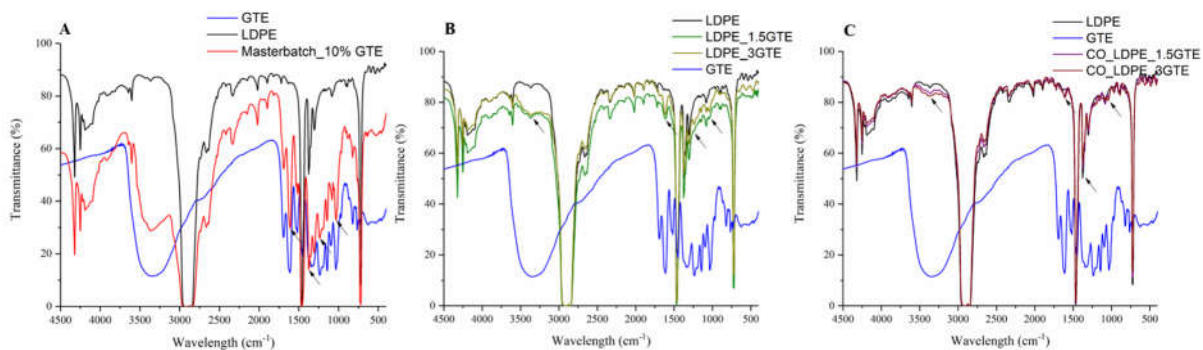 A
GTE
LDPE
Masterbatch_10% GTE
Transmittance (%)
100
80
60
40
20
0
4500 4000 3500 3000 2500 2000 1500 1000 500
Wavelength (cm⁻¹)
B
LDPE
LDPE_1.5GTE
LDPE_3GTE
GTE
Transmittance (%)
100
80
60
40
20
0
4500 4000 3500 3000 2500 2000 1500 1000 500
Wavelength (cm⁻¹)
C
LDPE
GTE
CO_LDPE_1.5GTE
CO_LDPE_3GTE
Transmittance (%)
100
80
60
40
20
0
4500 4000 3500 3000 2500 2000 1500 1000 500
Wavelength (cm⁻¹)